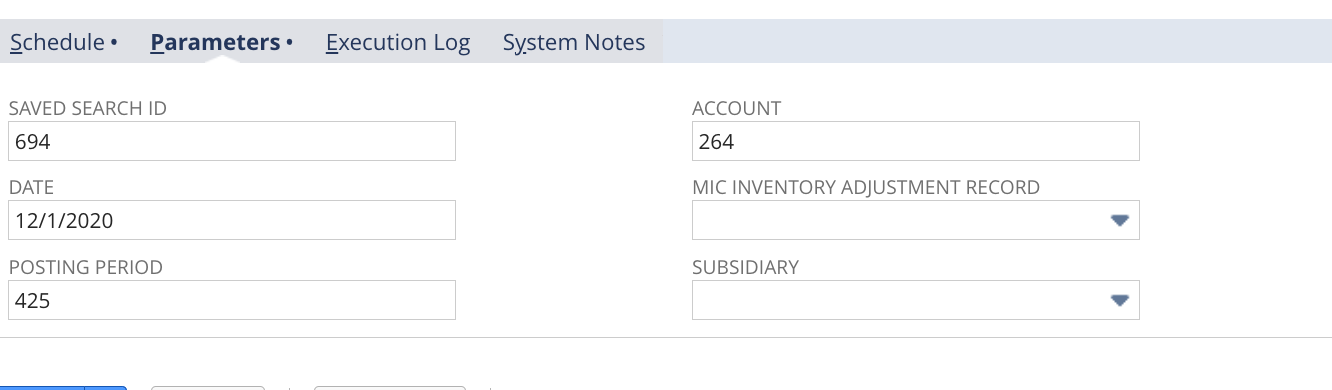 Schedule • Parameters • Execution Log System Notes
SAVED SEARCH ID
694
DATE
12/1/2020
POSTING PERIOD
425
ACCOUNT
264
MIC INVENTORY ADJUSTMENT RECORD
SUBSIDIARY